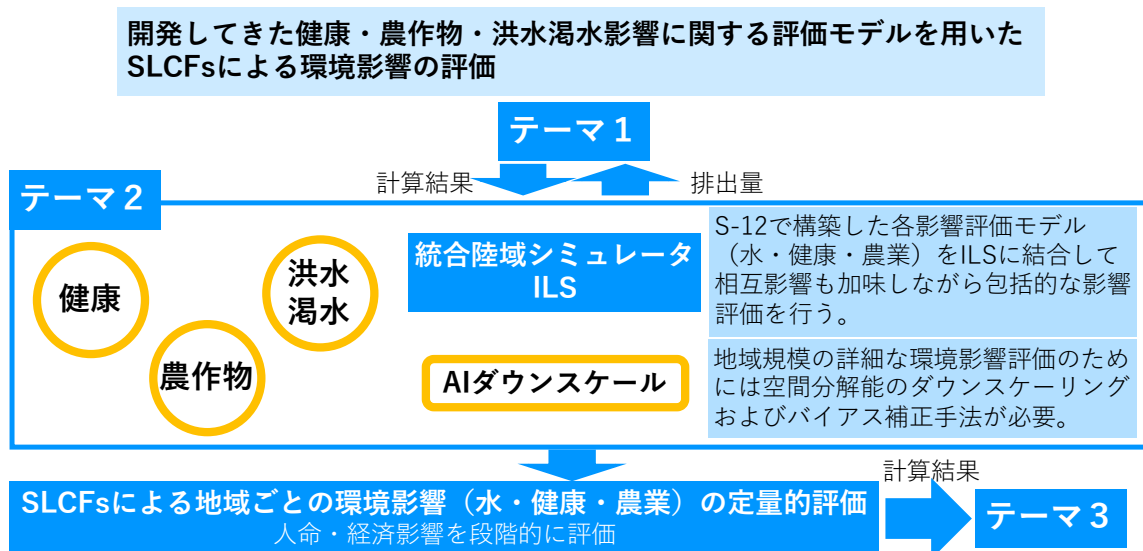 開発してきた健康・農作物・洪水渇水影響に関する評価モデルを用いた
SLCFsによる環境影響の評価
テーマ１
計算結果
排出量
テーマ２
健康
洪水
渇水
農作物
統合陸域シミュレータ
ILS
AIダウンスケール
S-12で構築した各影響評価モデル
（水・健康・農業）をILSに結合して
相互影響も加味しながら包括的な影響
評価を行う。
地域規模の詳細な環境影響評価のため
には空間分解能のダウンスケーリング
およびバイアス補正手法が必要。
SLCFsによる地域ごとの環境影響（水・健康・農業）の定量的評価
人命・経済影響を段階的に評価
計算結果
テーマ３